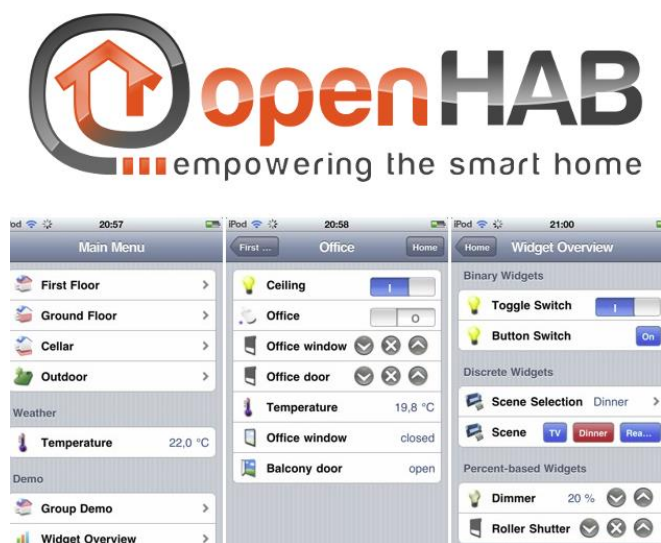 openHAB
empowering the smart home
iPod 20:57
Main Menu
First Floor
Ground Floor
Cellar
Outdoor
Weather
Temperature 22,0 °C
Demo
Group Demo
Widget Overview
iPod 20:58
First ... Office Home
Ceiling I
Office O
Office window
Office door
Temperature 19,8 °C
Office window closed
Balcony door open
iPod 21:00
Home Widget Overview
Binary Widgets
Toggle Switch I
Button Switch On
Discrete Widgets
Scene Selection Dinner
Scene TV Dinner Rea...
Percent-based Widgets
Dimmer 20 %
Roller Shutter